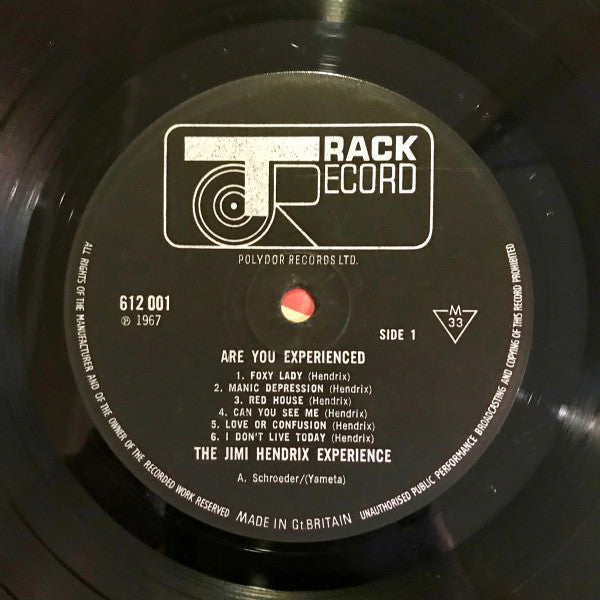 TRACK
RECORD
POLYDOR RECORDS LTD.
612 001
℗ 1967
SIDE 1
M
33
ARE YOU EXPERIENCED
1. FOXY LADY (Hendrix)
2. MANIC DEPRESSION (Hendrix)
3. RED HOUSE (Hendrix)
4. CAN YOU SEE ME (Hendrix)
5. LOVE OR CONFUSION (Hendrix)
6. I DON'T LIVE TODAY (Hendrix)
THE JIMI HENDRIX EXPERIENCE
A. Schroeder/(Yameta)
ALL RIGHTS OF THE MANUFACTURER AND OF THE OWNER OF THE RECORDED WORK RESERVED
MADE IN Gt BRITAIN
UNAUTHORISED PUBLIC PERFORMANCE BROADCASTING AND COPYING OF THIS RECORD PROHIBITED